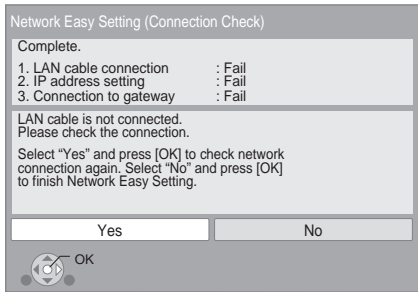 Network Easy Setting (Connection Check)
Complete.
1. LAN cable connection : Fail
2. IP address setting : Fail
3. Connection to gateway : Fail
LAN cable is not connected.
Please check the connection.
Select “Yes” and press [OK] to check network
connection again. Select “No” and press [OK]
to finish Network Easy Setting.
Yes No
OK